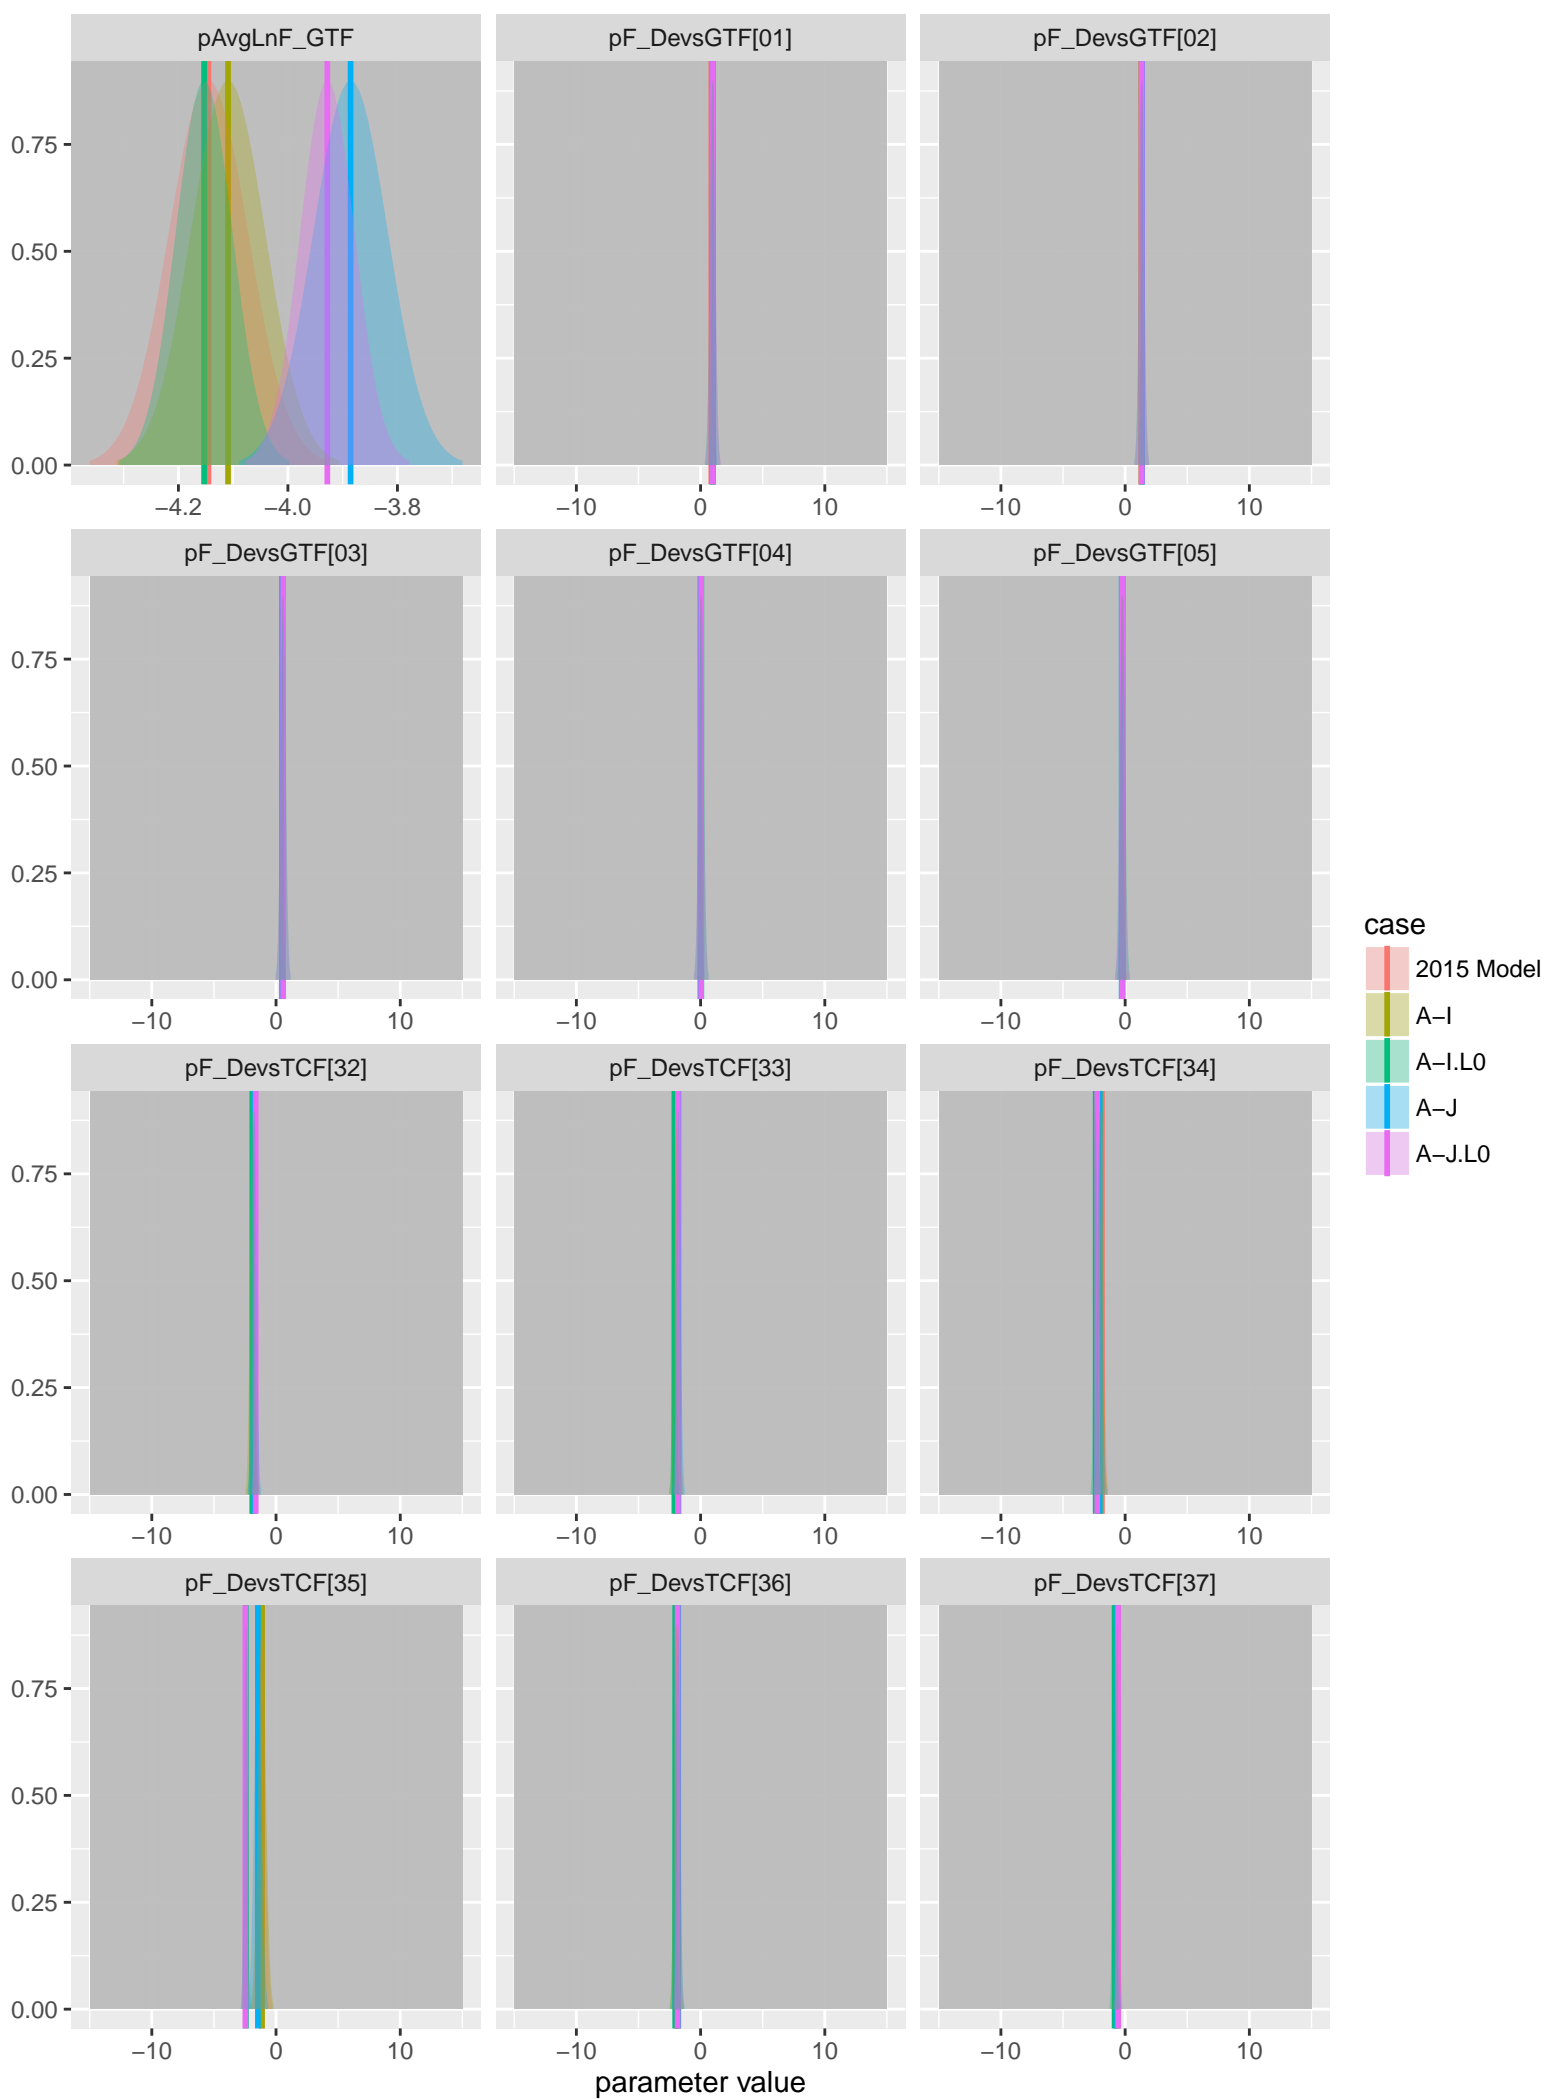 pAvgLnF_GTF pF_DevsGTF[01] pF_DevsGTF[02]
0.75
0.50
0.25
0.00
−4.2 −4.0 −3.8 −10 0 10 −10 0 10
pF_DevsGTF[03] pF_DevsGTF[04] pF_DevsGTF[05]
0.75
0.50
0.25
0.00
−10 0 10 −10 0 10 −10 0 10
pF_DevsTCF[32] pF_DevsTCF[33] pF_DevsTCF[34]
0.75
0.50
0.25
0.00
−10 0 10 −10 0 10 −10 0 10
pF_DevsTCF[35] pF_DevsTCF[36] pF_DevsTCF[37]
0.75
0.50
0.25
0.00
−10 0 10 −10 0 10 −10 0 10
parameter value
case
2015 Model
A−I
A−I.L0
A−J
A−J.L0